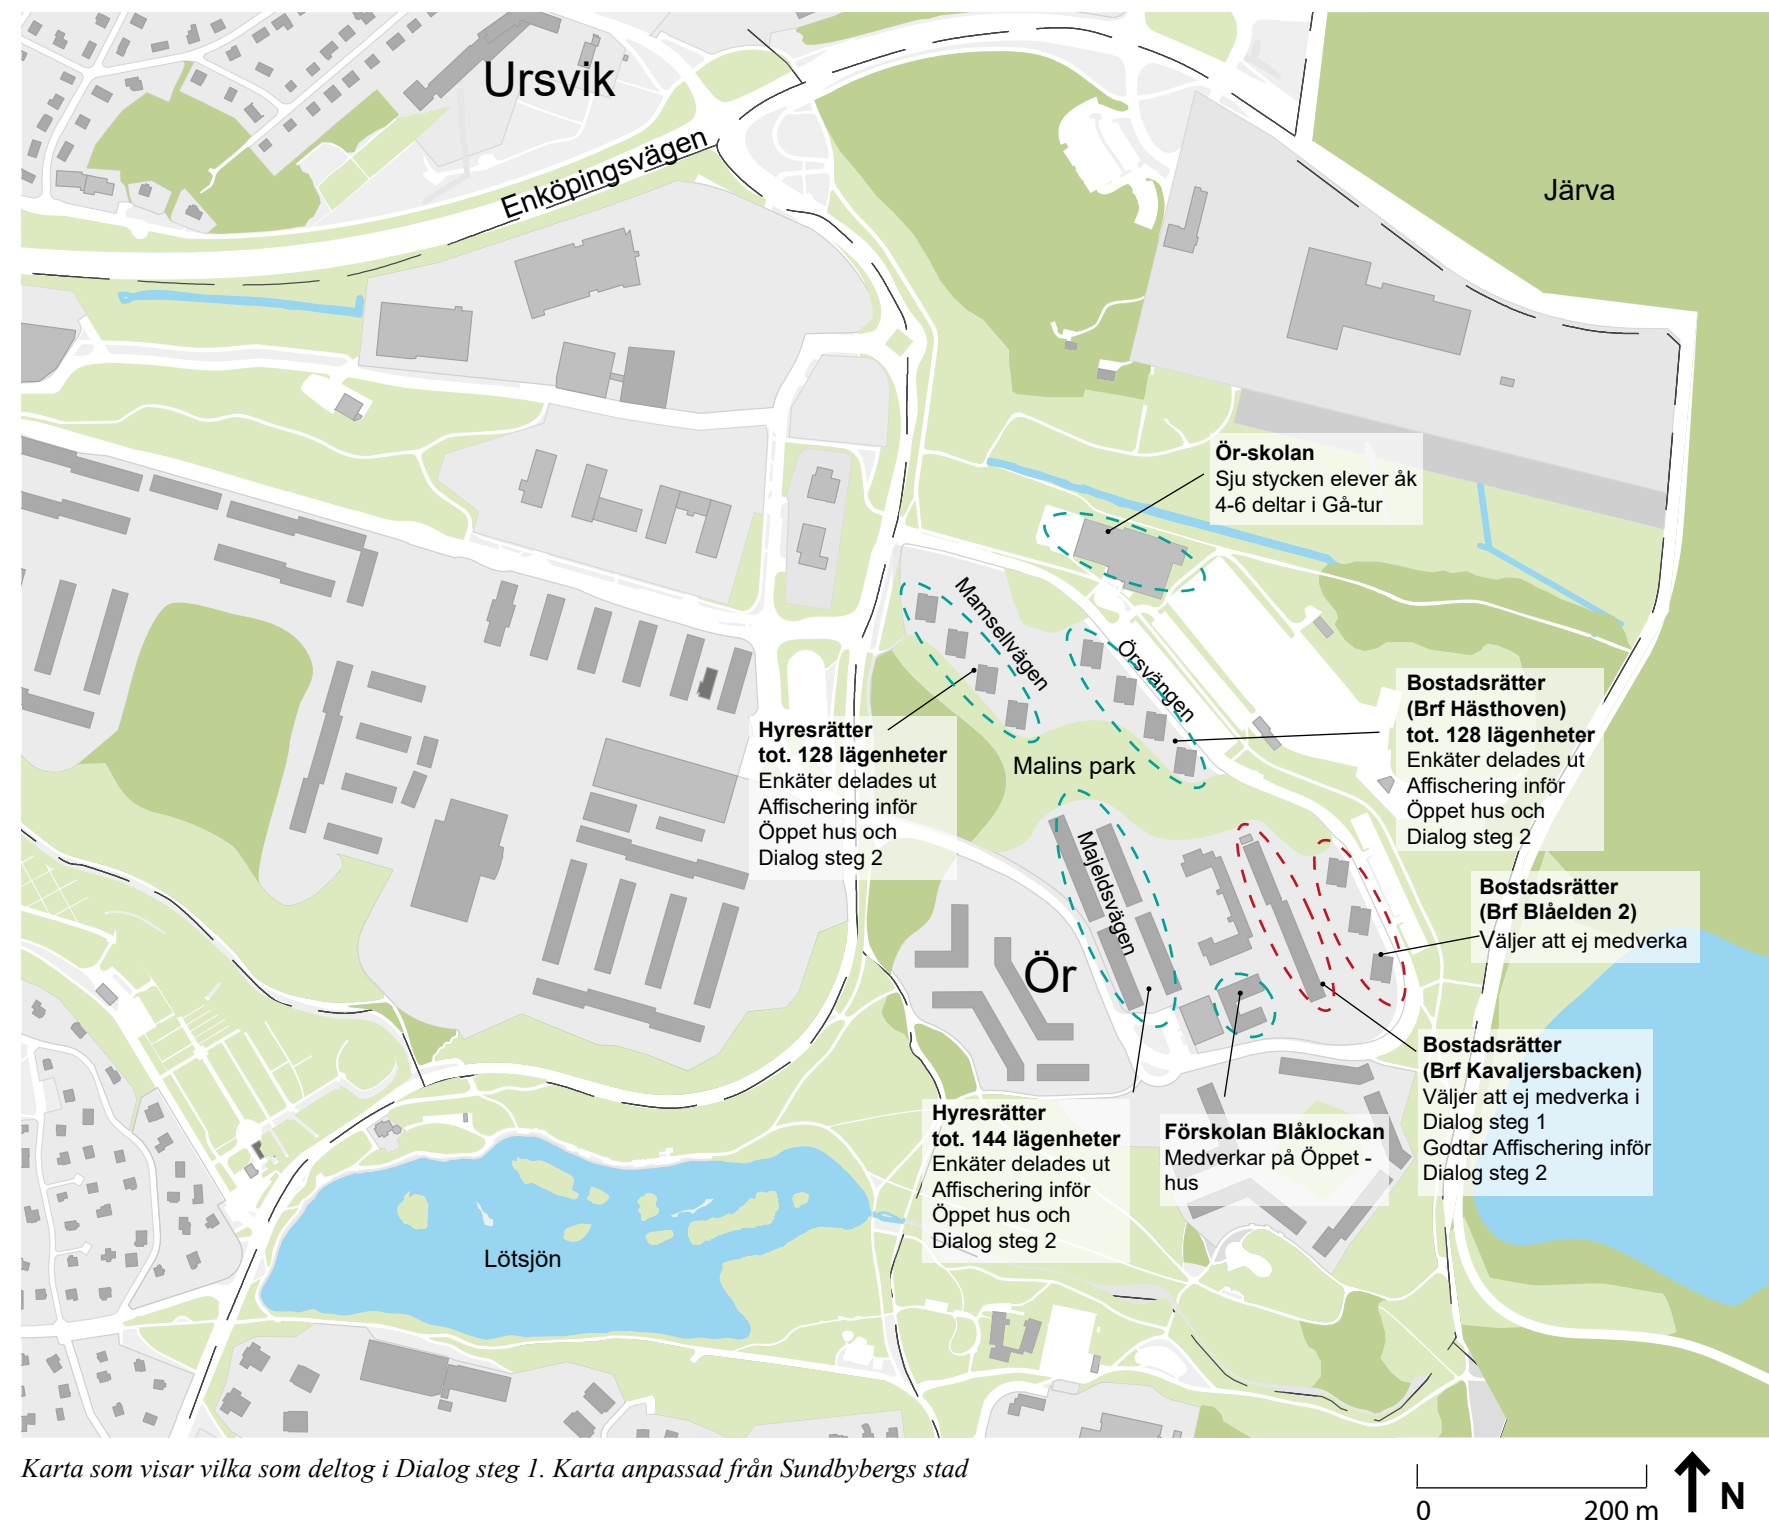 Ursvik
Enköpingsvägen
Järva
Ör-skolan
Sju stycken elever åk
4-6 deltar i Gå-tur
Mamsellvägen
Örsvängen
Bostadsrätter
(Brf Hästhoven)
tot. 128 lägenheter
Enkäter delades ut
Affischering inför
Öppet hus och
Dialog steg 2
Hyresrätter
tot. 128 lägenheter
Enkäter delades ut
Affischering inför
Öppet hus och
Dialog steg 2
Malins park
Majeldsvägen
Bostadsrätter
(Brf Blåelden 2)
Väljer att ej medverka
Ör
Bostadsrätter
(Brf Kavaljersbacken)
Väljer att ej medverka i
Dialog steg 1
Godtar Affischering inför
Dialog steg 2
Hyresrätter
tot. 144 lägenheter
Enkäter delades ut
Affischering inför
Öppet hus och
Dialog steg 2
Förskolan Blåklockan
Medverkar på Öppet -
hus
Lötsjön
Karta som visar vilka som deltog i Dialog steg 1. Karta anpassad från Sundbybergs stad
0 200 m
N